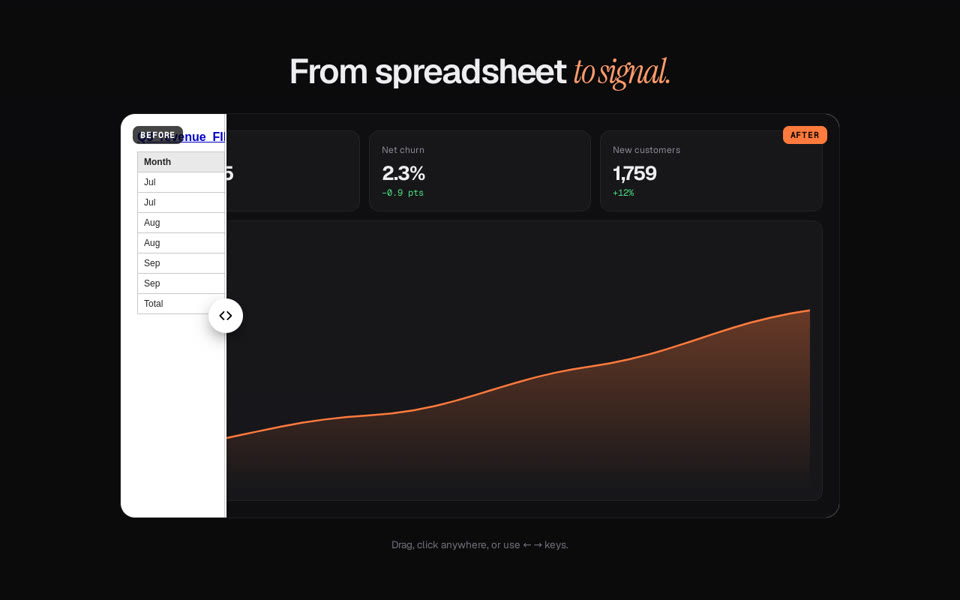 From spreadsheet to signal.
BEFORE
AFTER
Month
Jul
Jul
Aug
Aug
Sep
Sep
Total
5
Net churn
2.3%
−0.9 pts
New customers
1,759
+12%
Drag, click anywhere, or use ← → keys.